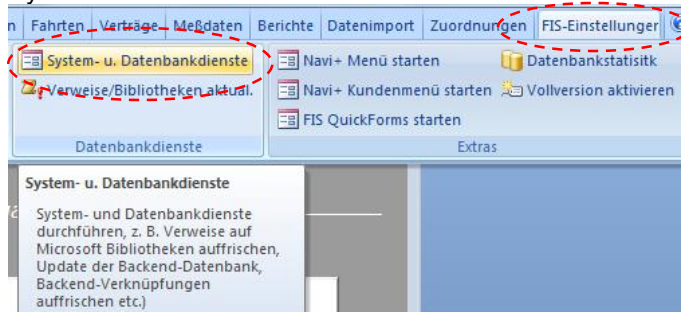 Fahrten Verträge Meßdaten Berichte Datenimport Zuordnungen FIS-Einstellunger
System- u. Datenbankdienste Navi+ Menü starten Datenbankstatisitk
Verweise/Bibliotheken aktual. Navi+ Kundenmenü starten Vollversion aktivieren
FIS QuickForms starten
Datenbankdienste Extras
System- u. Datenbankdienste
System- und Datenbankdienste
durchführen, z. B. Verweise auf
Microsoft Bibliotheken auffrischen,
Update der Backend-Datenbank,
Backend-Verknüpfungen
auffrischen etc.)